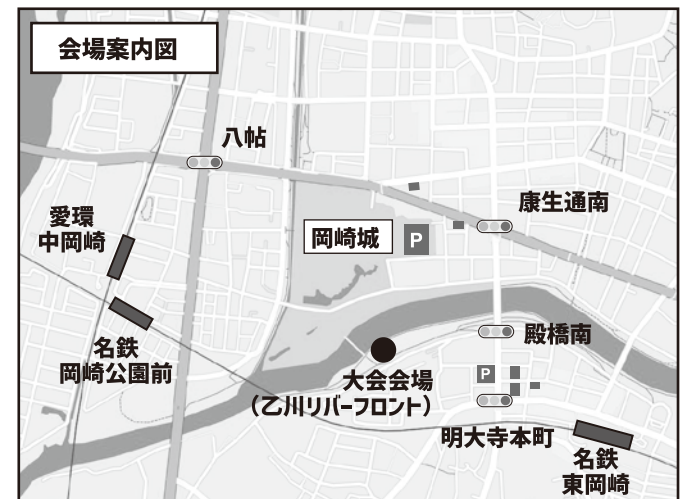 会場案内図
八帖
愛環
中岡崎
康生通南
岡崎城
P
名鉄
岡崎公園前
殿橋南
大会会場
（乙川リバーフロント）
P
明大寺本町
名鉄
東岡崎